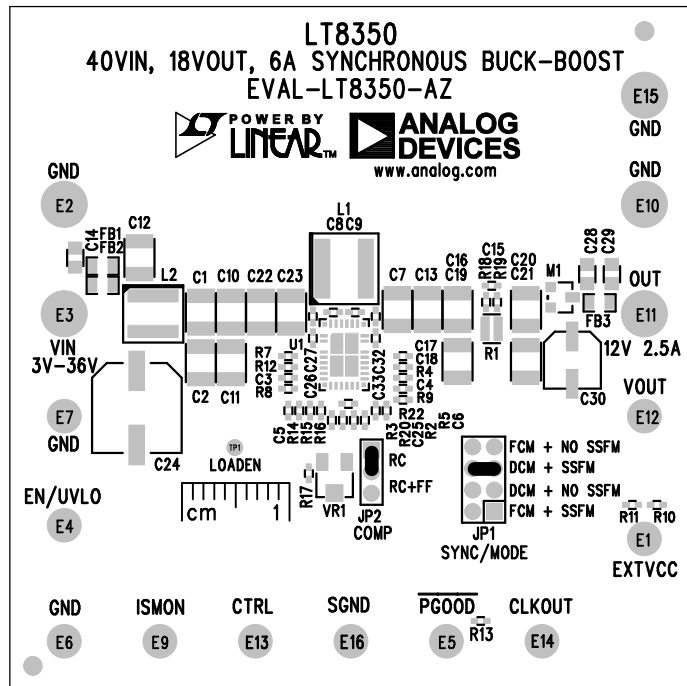 LT8350
40VIN, 18VOUT, 6A SYNCHRONOUS BUCK-BOOST
EVAL-LT8350-AZ
POWER BY
LINEAR™
ANALOG
DEVICES
www.analog.com
E15
GND
GND
E2
GND
E10
C12
FB1
FB2
C14
L2
C1
C10
C22
C23
L1
C8
C9
C7
C13
C16
C19
C15
R18
R19
C20
C21
M1
C28
C29
OUT
E11
FB3
E3
VIN
3V-36V
12V 2.5A
R7
R12
C3
R8
U1
C27
C26
C32
C33
C17
C18
R4
C4
R9
R1
C30
C2
C11
VOUT
E12
E7
GND
C24
TP1
LOADEN
C5
R14
R15
R16
R3
R22
R20
C25
R2
R5
C6
RC
RC+FF
JP2
COMP
R17
VR1
FCM + NO SSFM
DCM + SSFM
DCM + NO SSFM
FCM + SSFM
JP1
SYNC/MODE
EN/UVLO
E4
cm 1
R11
R10
E1
EXTVCC
GND
E6
ISMON
E9
CTRL
E13
SGND
E16
PGOOD
E5
R13
CLKOUT
E14